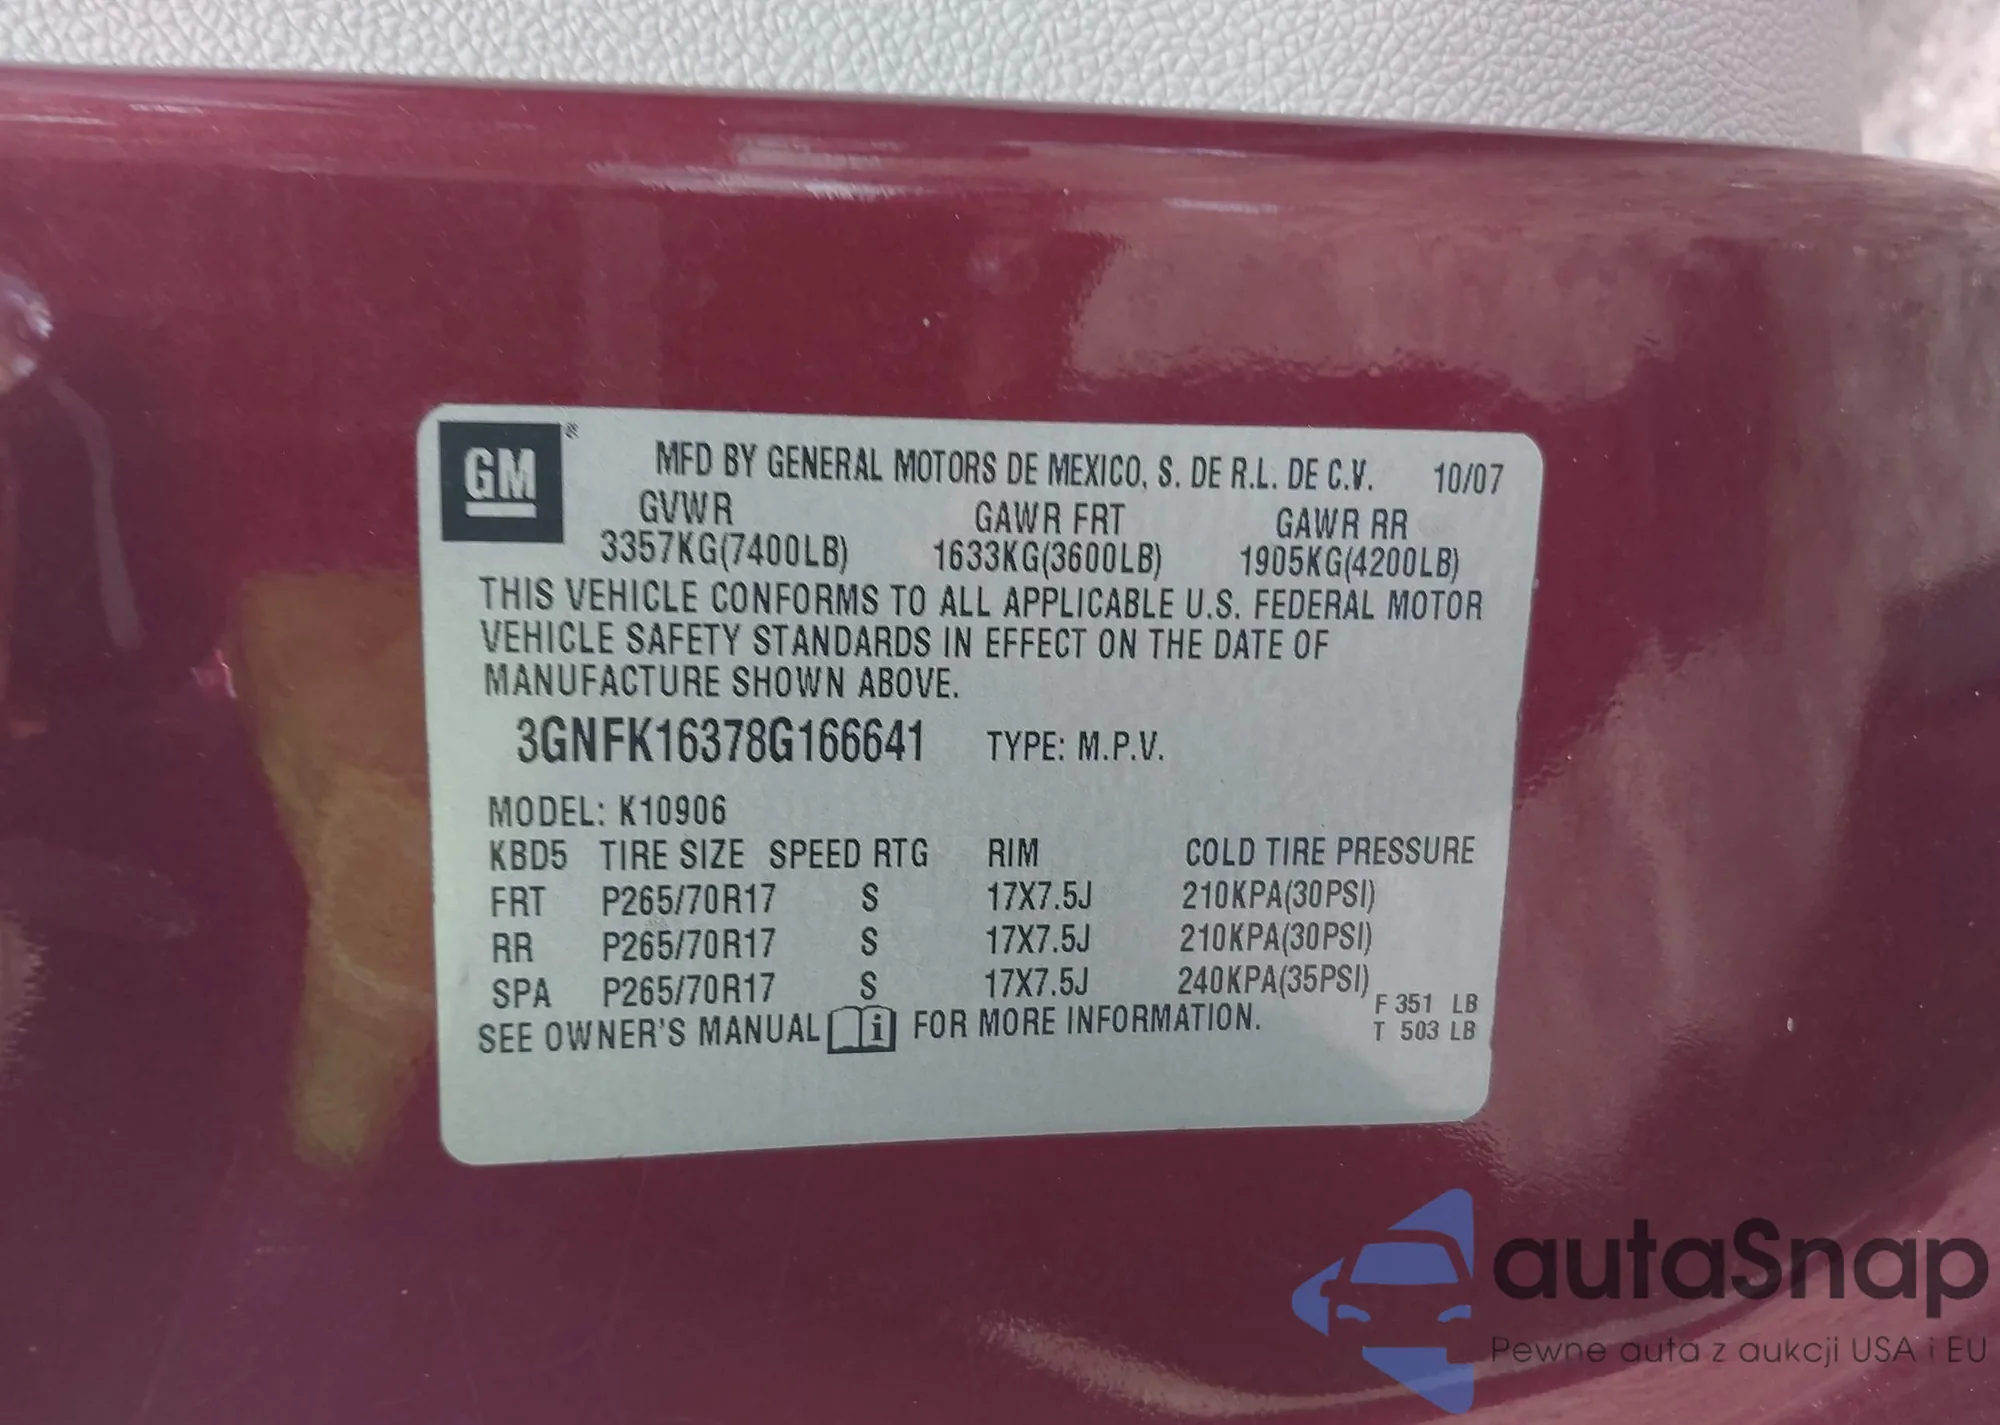 GM®
MFD BY GENERAL MOTORS DE MEXICO, S. DE R.L. DE C.V. 10/07
GVWR GAWR FRT GAWR RR
3357KG(7400LB) 1633KG(3600LB) 1905KG(4200LB)
THIS VEHICLE CONFORMS TO ALL APPLICABLE U.S. FEDERAL MOTOR
VEHICLE SAFETY STANDARDS IN EFFECT ON THE DATE OF
MANUFACTURE SHOWN ABOVE.
3GNFK16378G166641 TYPE: M.P.V.
MODEL: K10906
KBD5 TIRE SIZE SPEED RTG RIM COLD TIRE PRESSURE
FRT P265/70R17 S 17X7.5J 210KPA(30PSI)
RR P265/70R17 S 17X7.5J 210KPA(30PSI)
SPA P265/70R17 S 17X7.5J 240KPA(35PSI)
F 351 LB
SEE OWNER'S MANUAL i FOR MORE INFORMATION.
T 503 LB
autaSnap
Pewne auta z aukcji USA i EU